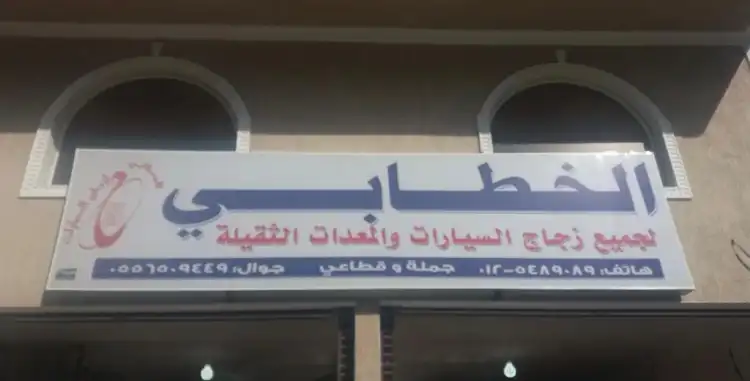 الخطابي
لجميع زجاج السيارات والمعدات الثقيلة
هاتف: ٠١٢-٥٤٨٩٠٨٩ جملة و قطاعي جوال: ٠٥٥٦٥٠٩٤٤٩